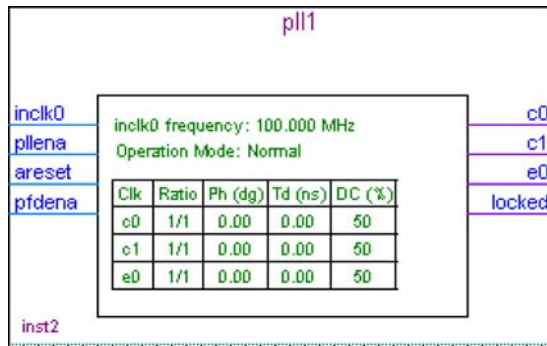 pll1
inclk0
pllena
areset
pfdena
inclk0 frequency: 100.000 MHz
Operation Mode: Normal
Clk Ratio Ph (dg) Td (ns) DC (%)
c0 1/1 0.00 0.00 50
c1 1/1 0.00 0.00 50
e0 1/1 0.00 0.00 50
c0
c1
e0
locked
inst2